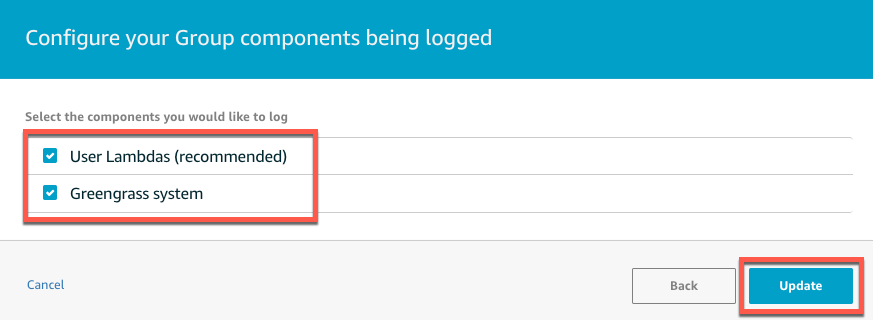 Configure your Group components being logged
Select the components you would like to log
User Lambdas (recommended)
Greengrass system
Cancel
Back
Update